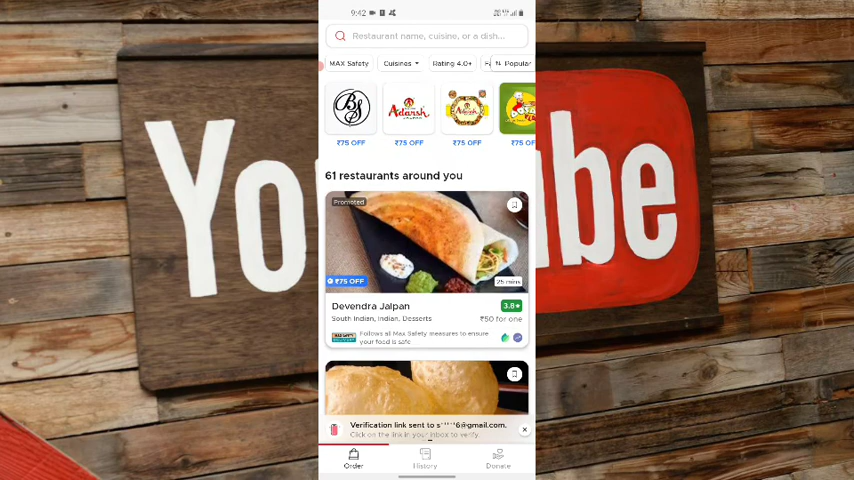 9:42
Restaurant name, cuisine, or a dish...
MAX Safety
Cuisines
Rating 4.0+
Popular
BS
Adarsh
₹75 OFF
₹75 OFF
₹75 OFF
₹75 OF
61 restaurants around you
Promoted
₹75 OFF
25 mins
Devendra Jalpan
3.8★
South Indian, Indian, Desserts
₹50 for one
Follows all Max Safety measures to ensure
your food is safe
Verification link sent to s****6@gmail.com.
Click on the link in your inbox to verify.
Order
History
Donate
Yo
be